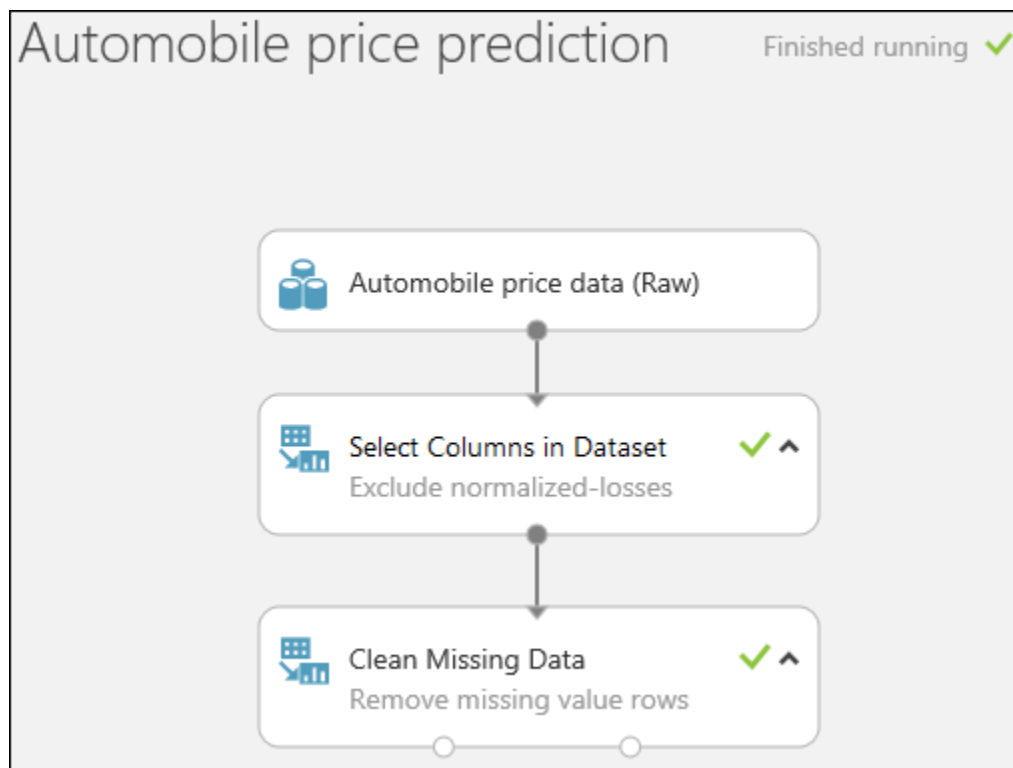 Automobile price prediction
Finished running
Automobile price data (Raw)
Select Columns in Dataset
Exclude normalized-losses
Clean Missing Data
Remove missing value rows